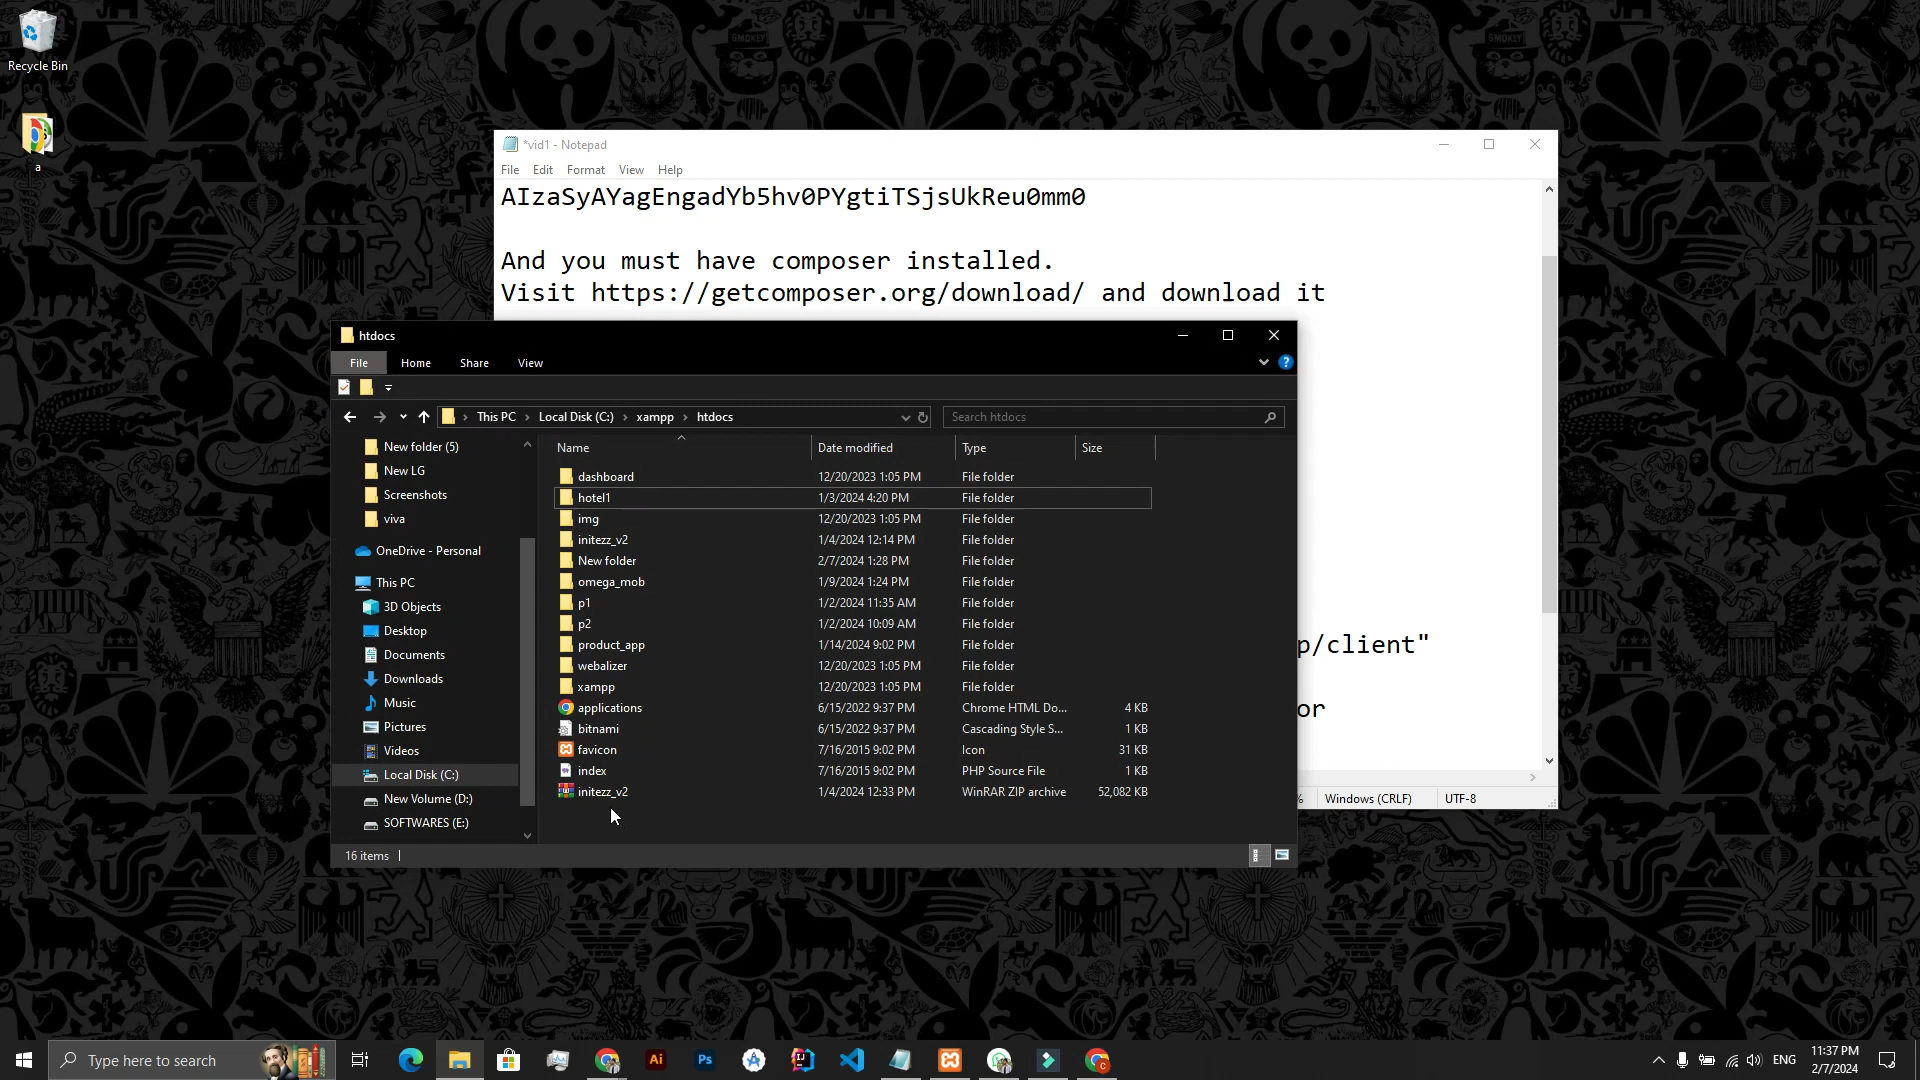 Recycle Bin
a
*vid1 - Notepad
File Edit Format View Help
AIzaSyAYagEngadYb5hv0PYgtiTSjsUkReu0mm0
And you must have composer installed.
Visit https://getcomposer.org/download/ and download it
p/client"
or
%
Windows (CRLF)
UTF-8
htdocs
File Home Share View
This PC › Local Disk (C:) › xampp › htdocs
Search htdocs
New folder (5)
New LG
Screenshots
viva
OneDrive - Personal
This PC
3D Objects
Desktop
Documents
Downloads
Music
Pictures
Videos
Local Disk (C:)
New Volume (D:)
SOFTWARES (E:)
Name Date modified Type Size
dashboard 12/20/2023 1:05 PM File folder
hotel1 1/3/2024 4:20 PM File folder
img 12/20/2023 1:05 PM File folder
initezz_v2 1/4/2024 12:14 PM File folder
New folder 2/7/2024 1:28 PM File folder
omega_mob 1/9/2024 1:24 PM File folder
p1 1/2/2024 11:35 AM File folder
p2 1/2/2024 10:09 AM File folder
product_app 1/14/2024 9:02 PM File folder
webalizer 12/20/2023 1:05 PM File folder
xampp 12/20/2023 1:05 PM File folder
applications 6/15/2022 9:37 PM Chrome HTML Do... 4 KB
bitnami 6/15/2022 9:37 PM Cascading Style S... 1 KB
favicon 7/16/2015 9:02 PM Icon 31 KB
index 7/16/2015 9:02 PM PHP Source File 1 KB
initezz_v2 1/4/2024 12:33 PM WinRAR ZIP archive 52,082 KB
16 items
Type here to search
Ai
Ps
ENG
11:37 PM
2/7/2024